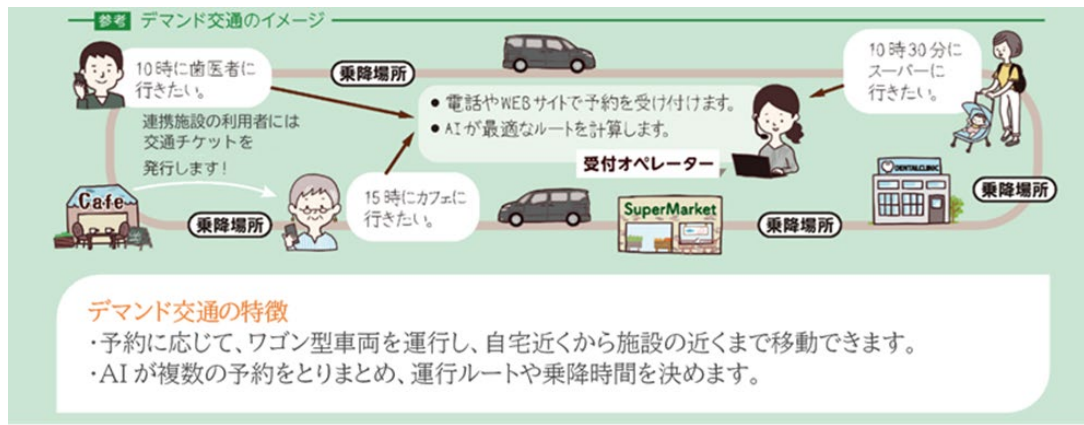 参考 デマンド交通のイメージ
10時に歯医者に
行きたい。
乗降場所
10時30分に
スーパーに
行きたい。
● 電話やWEBサイトで予約を受け付けます。
● AIが最適なルートを計算します。
受付オペレーター
連携施設の利用者には
交通チケットを
発行します!
Cafe
乗降場所
15時にカフェに
行きたい。
SuperMarket
乗降場所
DENTALCLINIC
乗降場所
デマンド交通の特徴
・予約に応じて、ワゴン型車両を運行し、自宅近くから施設の近くまで移動できます。
・AIが複数の予約をとりまとめ、運行ルートや乗降時間を決めます。